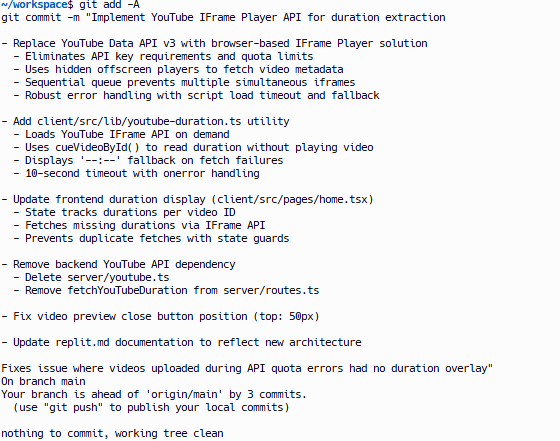 ~/workspace$ git add -A
git commit -m "Implement YouTube IFrame Player API for duration extraction

- Replace YouTube Data API v3 with browser-based IFrame Player solution
  - Eliminates API key requirements and quota limits
  - Uses hidden offscreen players to fetch video metadata
  - Sequential queue prevents multiple simultaneous iframes
  - Robust error handling with script load timeout and fallback

- Add client/src/lib/youtube-duration.ts utility
  - Loads YouTube IFrame API on demand
  - Uses cueVideoById() to read duration without playing video
  - Displays '--:--' fallback on fetch failures
  - 10-second timeout with onerror handling

- Update frontend duration display (client/src/pages/home.tsx)
  - State tracks durations per video ID
  - Fetches missing durations via IFrame API
  - Prevents duplicate fetches with state guards

- Remove backend YouTube API dependency
  - Delete server/youtube.ts
  - Remove fetchYouTubeDuration from server/routes.ts

- Fix video preview close button position (top: 50px)

- Update replit.md documentation to reflect new architecture

Fixes issue where videos uploaded during API quota errors had no duration overlay"
On branch main
Your branch is ahead of 'origin/main' by 3 commits.
  (use "git push" to publish your local commits)

nothing to commit, working tree clean